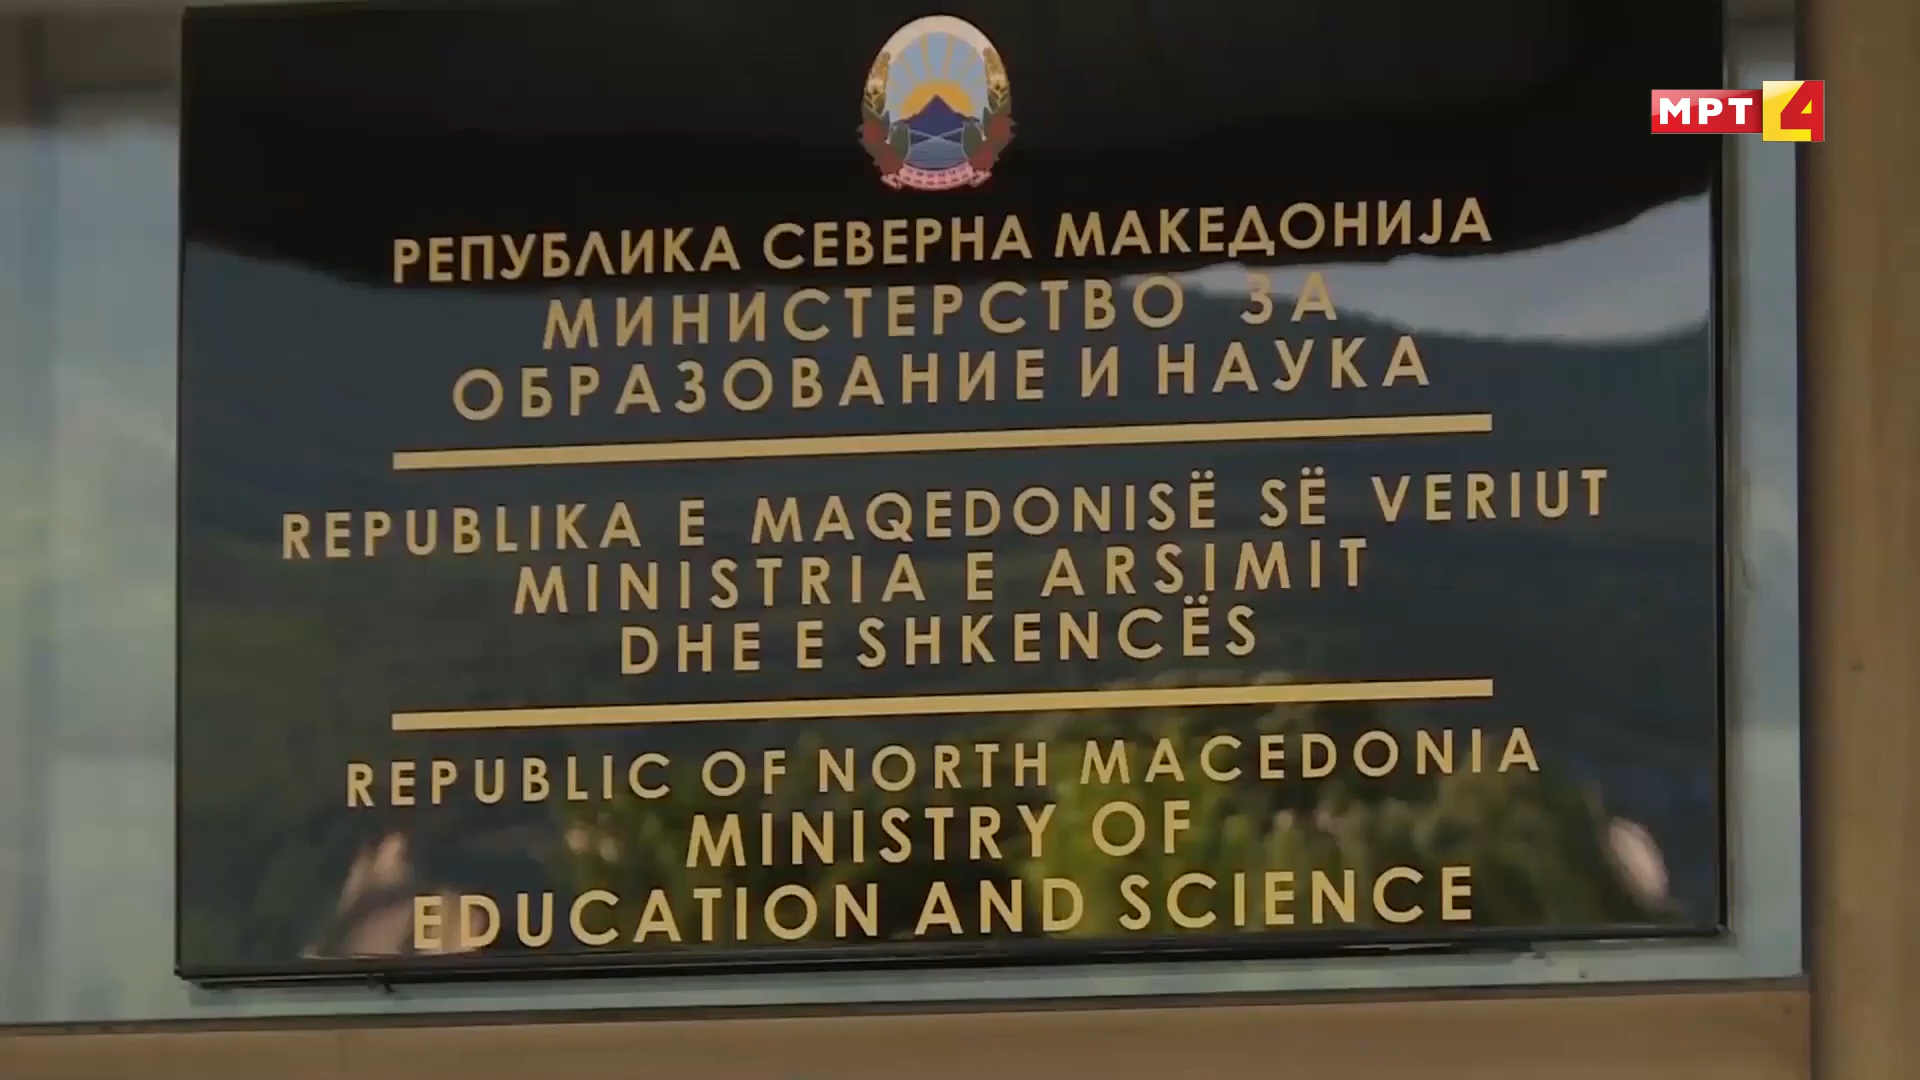 МРТ 4
РЕПУБЛИКА СЕВЕРНА МАКЕДОНИЈА
МИНИСТЕРСТВО ЗА
ОБРАЗОВАНИЕ И НАУКА
REPUBLIKA E MAQEDONISË SË VERIUT
MINISTRIA E ARSIMIT
DHE E SHKENCËS
REPUBLIC OF NORTH MACEDONIA
MINISTRY OF
EDUCATION AND SCIENCE